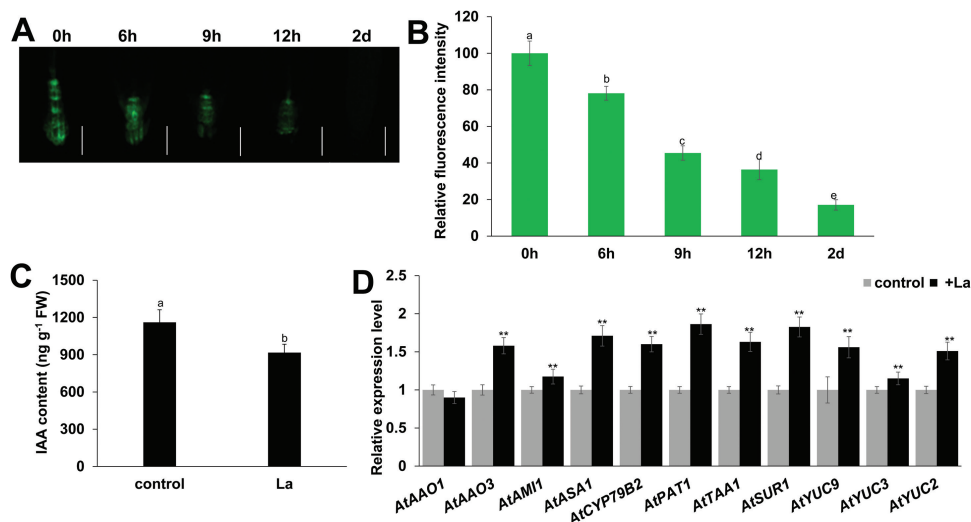 A
0h 6h 9h 12h 2d
B
Relative fluorescence intensity
120
100
80
60
40
20
0
a
b
c
d
e
0h 6h 9h 12h 2d
C
IAA content (ng g⁻¹ FW)
1500
1200
900
600
300
0
a
b
control La
D
control +La
Relative expression level
2.5
2
1.5
1
0.5
0
** ** ** ** ** ** ** ** ** **
AtAAO1 AtAAO3 AtAMI1 AtASA1 AtCYP79B2 AtPAT1 AtTAA1 AtSUR1 AtYUC9 AtYUC3 AtYUC2